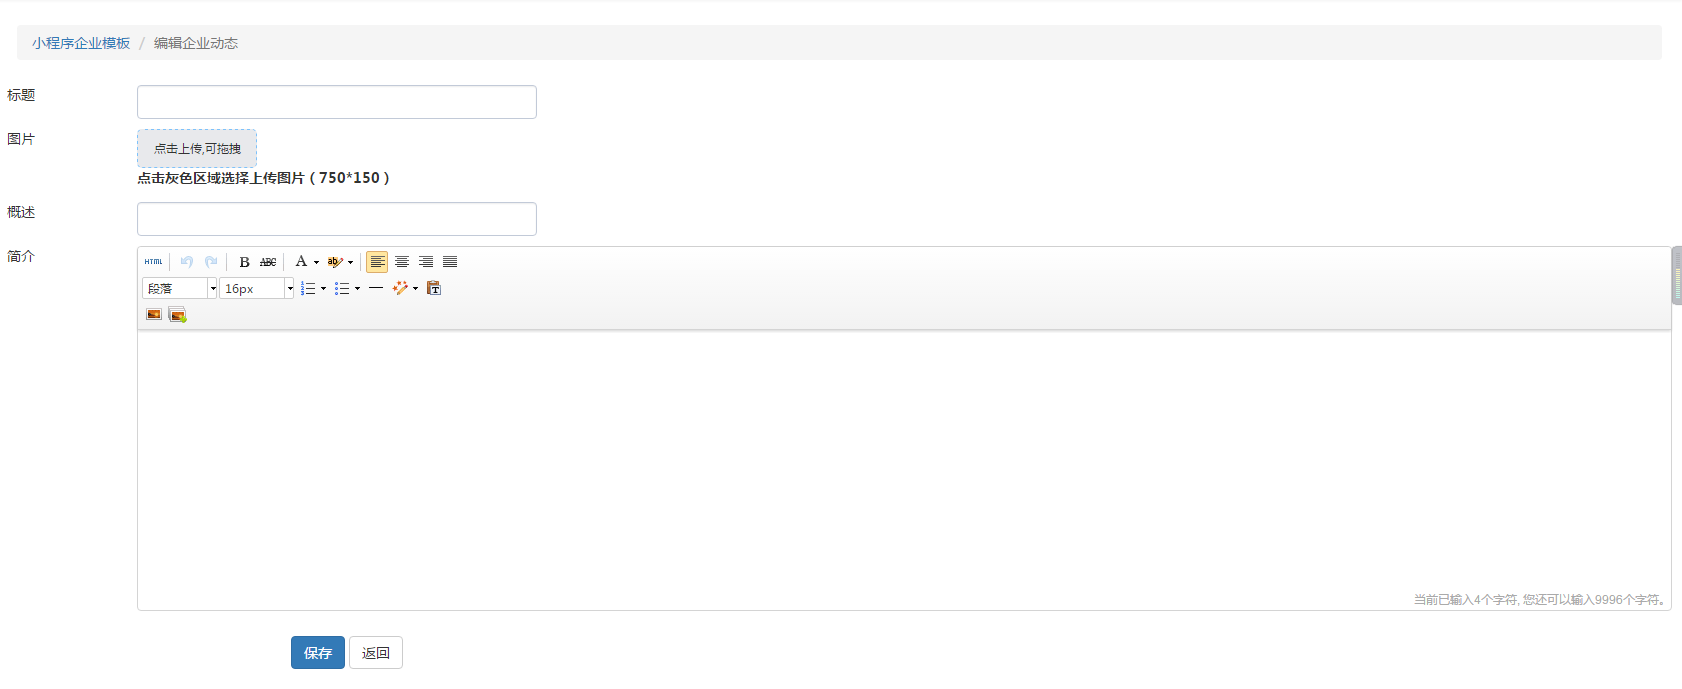 小程序企业模板 / 编辑企业动态
标题
图片
点击上传,可拖拽
点击灰色区域选择上传图片（750*150）
概述
简介
HTML B ABC A ab
段落 16px
当前已输入4个字符, 您还可以输入9996个字符。
保存 返回